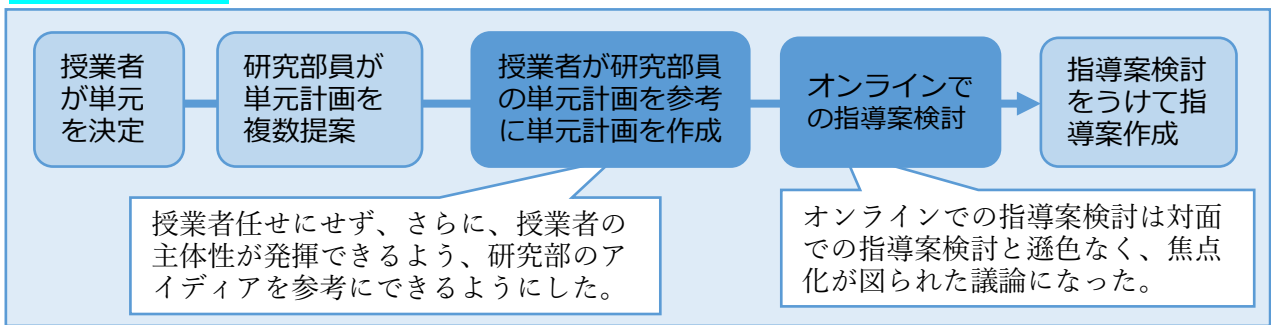 授業者
が単元
を決定
研究部員が
単元計画を
複数提案
授業者が研究部員
の単元計画を参考
に単元計画を作成
オンラインで
の指導案検討
指導案検討
をうけて指
導案作成
授業者任せにせず、さらに、授業者の
主体性が発揮できるよう、研究部のア
イディアを参考にできるようにした。
オンラインでの指導案検討は対面
での指導案検討と遜色なく、焦点
化が図られた議論になった。